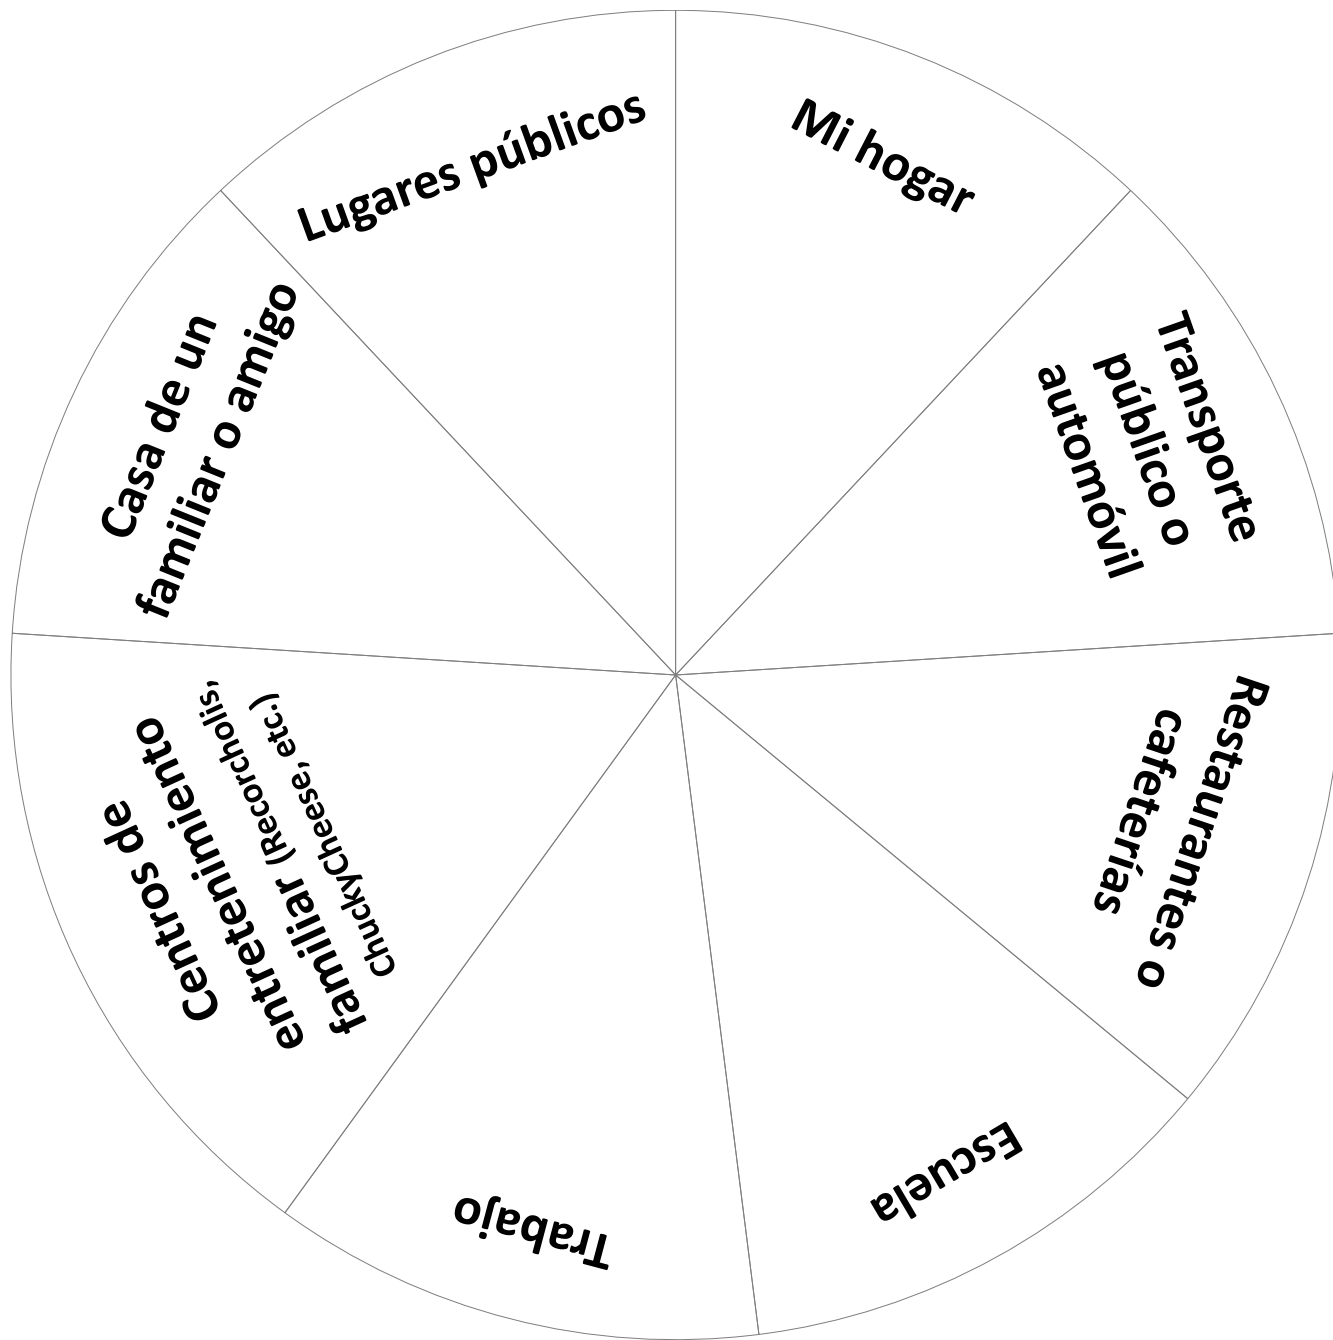 Mi hogar
Transporte
público o
automóvil
Restaurantes o
cafeterías
Escuela
Trabajo
Centros de
entretenimiento
familiar (Recorcholis,
ChuckyCheese, etc.)
Casa de un
familiar o amigo
Lugares públicos